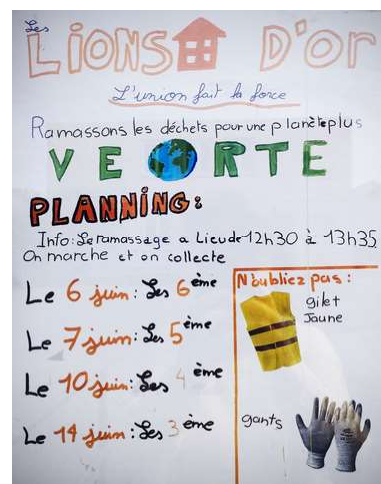 Les
LiONS D'or
L'union fait la force
Ramassons les déchets pour une planète plus
VERTE
PLANNiNG:
Info: Le ramassage a Lieu de 12h30 à 13h35
On marche et on collecte
Le 6 juin: Les 6ème
Le 7 juin: Les 5ème
Le 10 juin: Les 4ème
Le 14 juin: Les 3ème
N'oubliez pas:
gilet
Jaune
gants